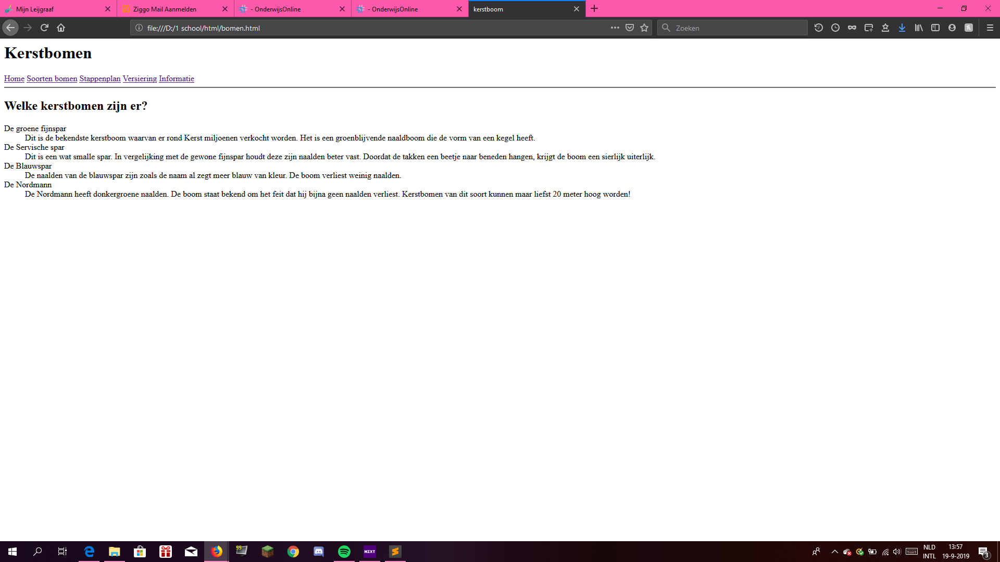 Mijn Leijgraaf
Ziggo Mail Aanmelden
- OnderwijsOnline
- OnderwijsOnline
kerstboom
file:///D:/1 school/html/bomen.html
Zoeken
Kerstbomen
Home Soorten bomen Stappenplan Versiering Informatie
Welke kerstbomen zijn er?
De groene fijnspar
Dit is de bekendste kerstboom waarvan er rond Kerst miljoenen verkocht worden. Het is een groenblijvende naaldboom die de vorm van een kegel heeft.
De Servische spar
Dit is een wat smalle spar. In vergelijking met de gewone fijnspar houdt deze zijn naalden beter vast. Doordat de takken een beetje naar beneden hangen, krijgt de boom een sierlijk uiterlijk.
De Blauwspar
De naalden van de blauwspar zijn zoals de naam al zegt meer blauw van kleur. De boom verliest weinig naalden.
De Nordmann
De Nordmann heeft donkergroene naalden. De boom staat bekend om het feit dat hij bijna geen naalden verliest. Kerstbomen van dit soort kunnen maar liefst 20 meter hoog worden!
99
NZXT
NLD
INTL
13:57
19-9-2019
3